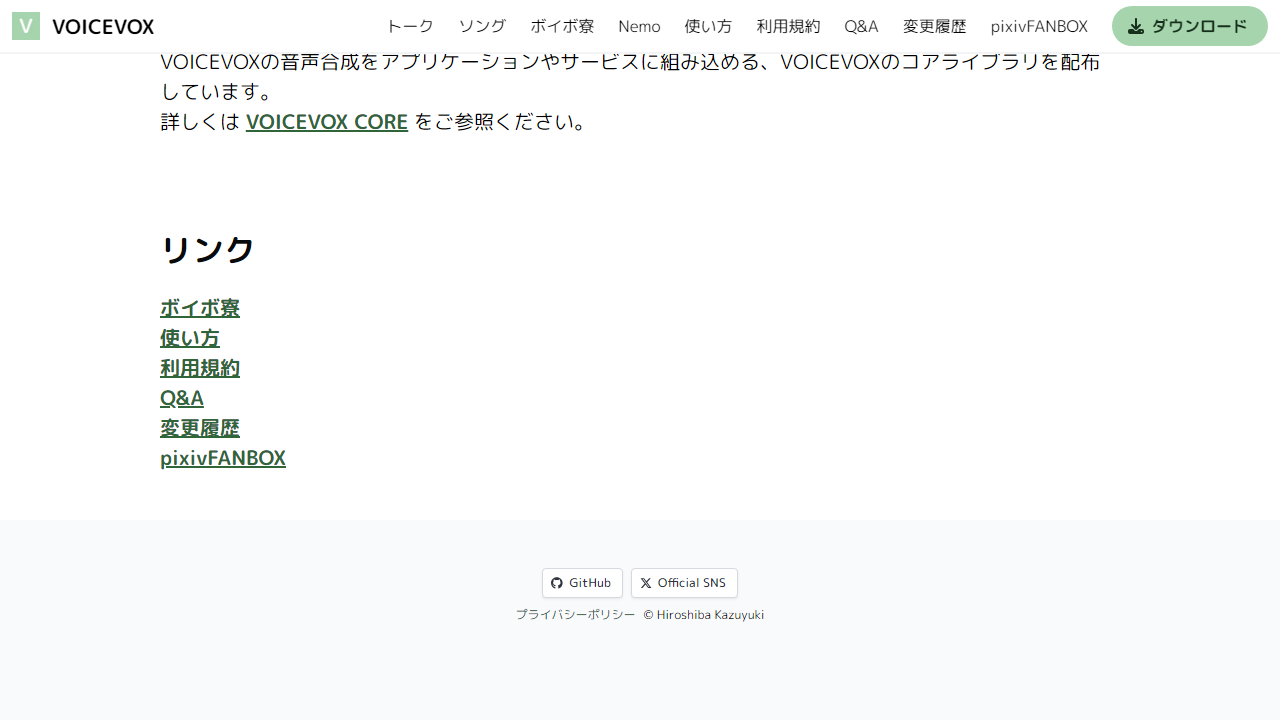 V VOICEVOX トーク ソング ボイボ寮 Nemo 使い方 利用規約 Q&A 変更履歴 pixivFANBOX ダウンロード
VOICEVOXの音声合成をアプリケーションやサービスに組み込める、VOICEVOXのコアライブラリを配布
しています。
詳しくは VOICEVOX CORE をご参照ください。
リンク
ボイボ寮
使い方
利用規約
Q&A
変更履歴
pixivFANBOX
GitHub Official SNS
プライバシーポリシー © Hiroshiba Kazuyuki